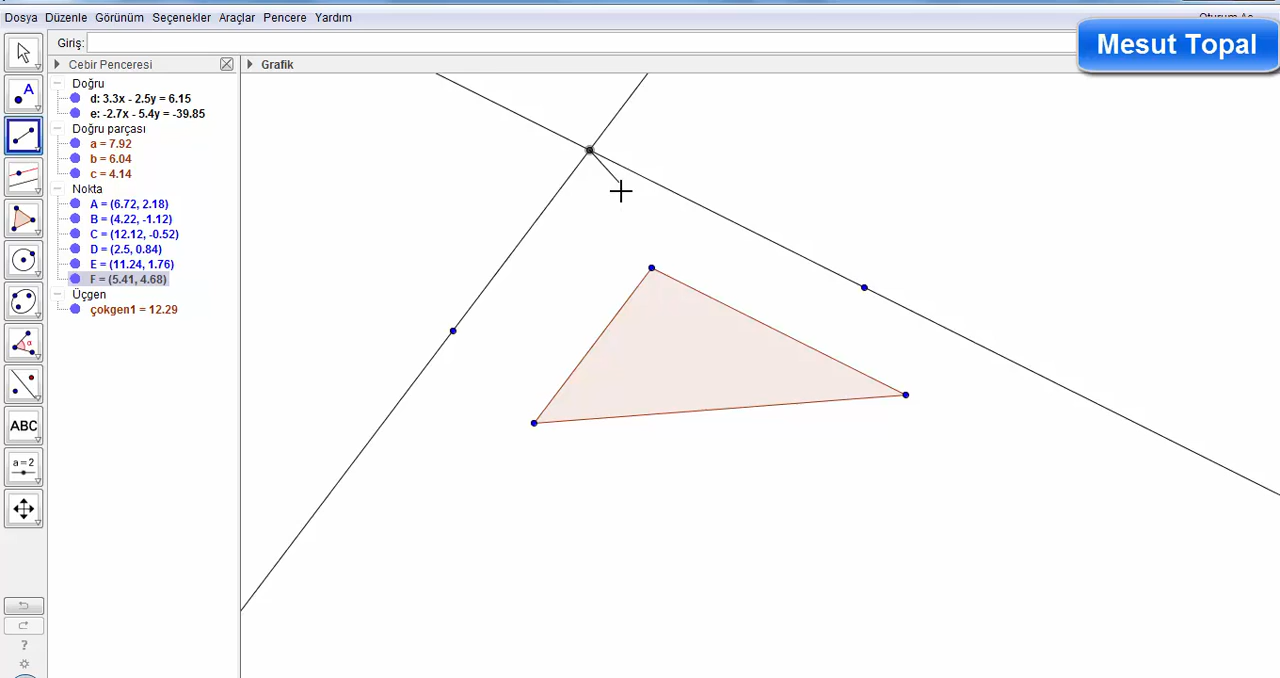 Dosya Düzenle Görünüm Seçenekler Araçlar Pencere Yardım
Mesut Topal
Giriş:
Cebir Penceresi
Grafik
Doğru
d: 3.3x - 2.5y = 6.15
e: -2.7x - 5.4y = -39.85
Doğru parçası
a = 7.92
b = 6.04
c = 4.14
Nokta
A = (6.72, 2.18)
B = (4.22, -1.12)
C = (12.12, -0.52)
D = (2.5, 0.84)
E = (11.24, 1.76)
F = (5.41, 4.68)
Üçgen
çokgen1 = 12.29
A
α
ABC
a = 2
?